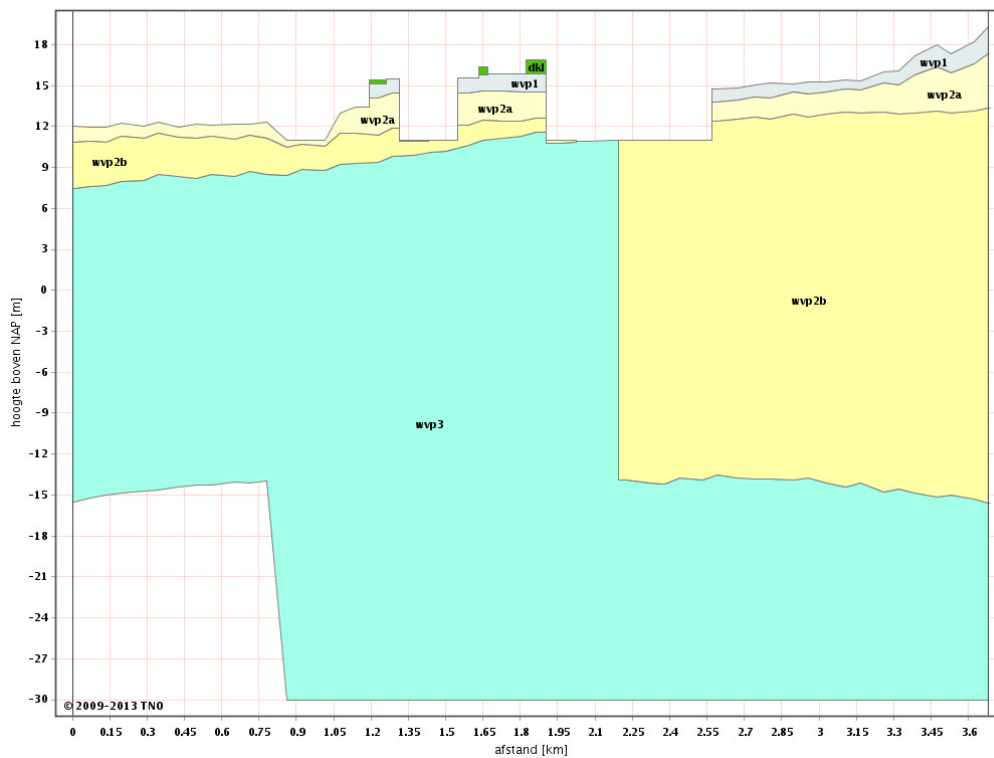 18
15
12
9
6
3
0
-3
-6
-9
-12
-15
-18
-21
-24
-27
-30
hoogte boven NAP [m]
dkl
wvp1
wvp1
wvp2a
wvp2a
wvp2a
wvp2b
wvp2b
wvp3
©2009-2013 TNO
0 0.15 0.3 0.45 0.6 0.75 0.9 1.05 1.2 1.35 1.5 1.65 1.8 1.95 2.1 2.25 2.4 2.55 2.7 2.85 3 3.15 3.3 3.45 3.6
afstand [km]